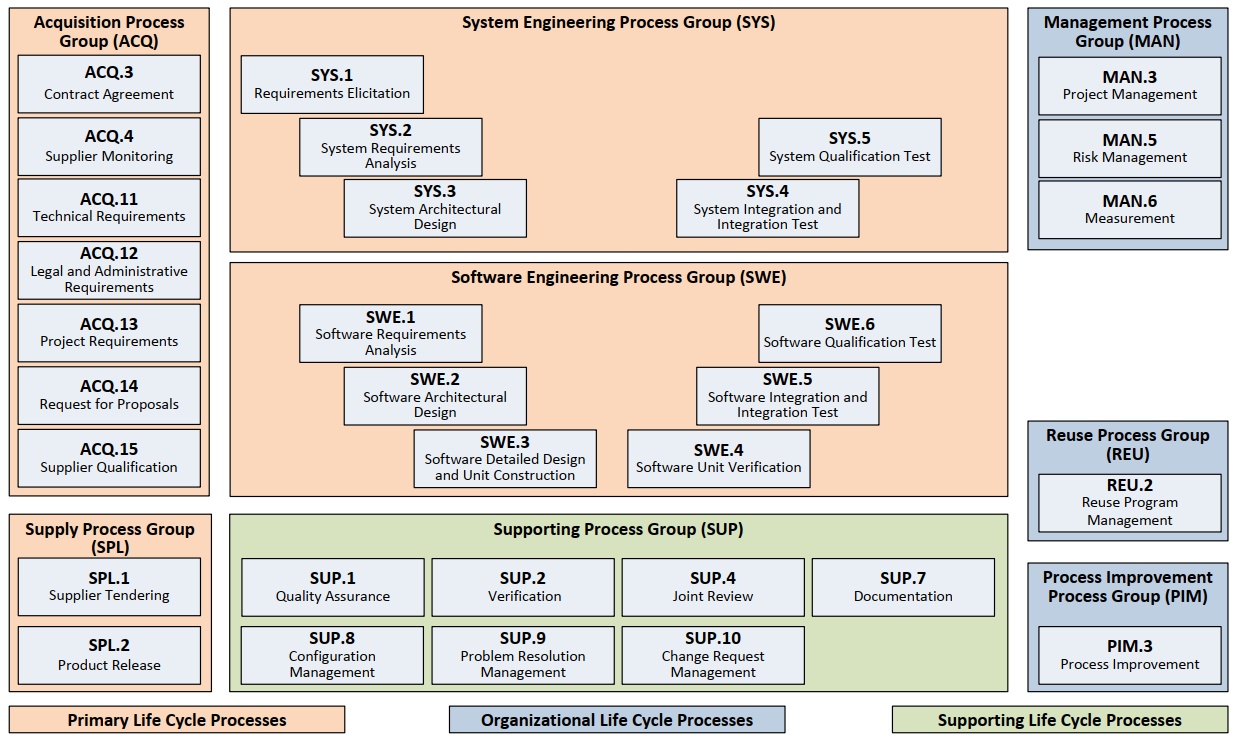 Acquisition Process
Group (ACQ)
ACQ.3
Contract Agreement
ACQ.4
Supplier Monitoring
ACQ.11
Technical Requirements
ACQ.12
Legal and Administrative
Requirements
ACQ.13
Project Requirements
ACQ.14
Request for Proposals
ACQ.15
Supplier Qualification
System Engineering Process Group (SYS)
SYS.1
Requirements Elicitation
SYS.2
System Requirements
Analysis
SYS.3
System Architectural
Design
SYS.5
System Qualification Test
SYS.4
System Integration and
Integration Test
Management Process
Group (MAN)
MAN.3
Project Management
MAN.5
Risk Management
MAN.6
Measurement
Software Engineering Process Group (SWE)
SWE.1
Software Requirements
Analysis
SWE.2
Software Architectural
Design
SWE.3
Software Detailed Design
and Unit Construction
SWE.6
Software Qualification Test
SWE.5
Software Integration and
Integration Test
SWE.4
Software Unit Verification
Reuse Process Group
(REU)
REU.2
Reuse Program
Management
Supply Process Group
(SPL)
SPL.1
Supplier Tendering
SPL.2
Product Release
Supporting Process Group (SUP)
SUP.1
Quality Assurance
SUP.2
Verification
SUP.4
Joint Review
SUP.7
Documentation
SUP.8
Configuration
Management
SUP.9
Problem Resolution
Management
SUP.10
Change Request
Management
Process Improvement
Process Group (PIM)
PIM.3
Process Improvement
Primary Life Cycle Processes
Organizational Life Cycle Processes
Supporting Life Cycle Processes